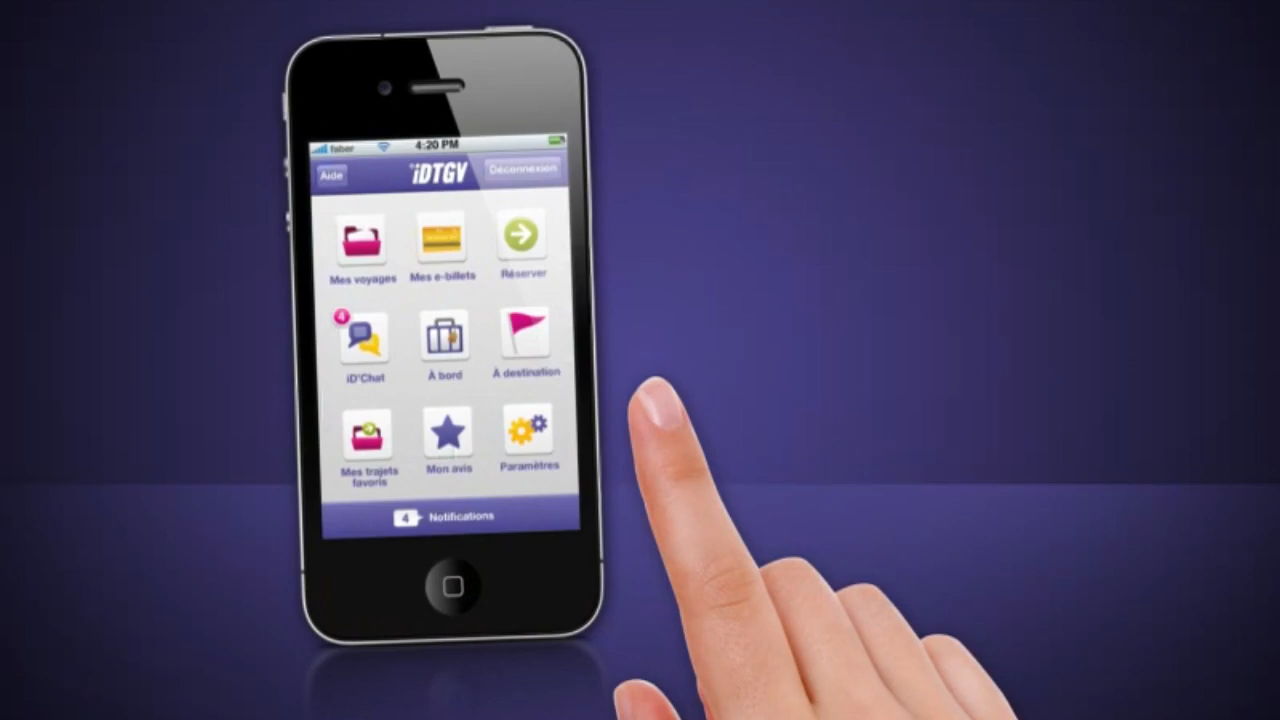 faber 4:20 PM
Aide iDTGV Déconnexion
Mes voyages Mes e-billets Réserver
4
iD'Chat À bord À destination
Mes trajets favoris Mon avis Paramètres
4 Notifications